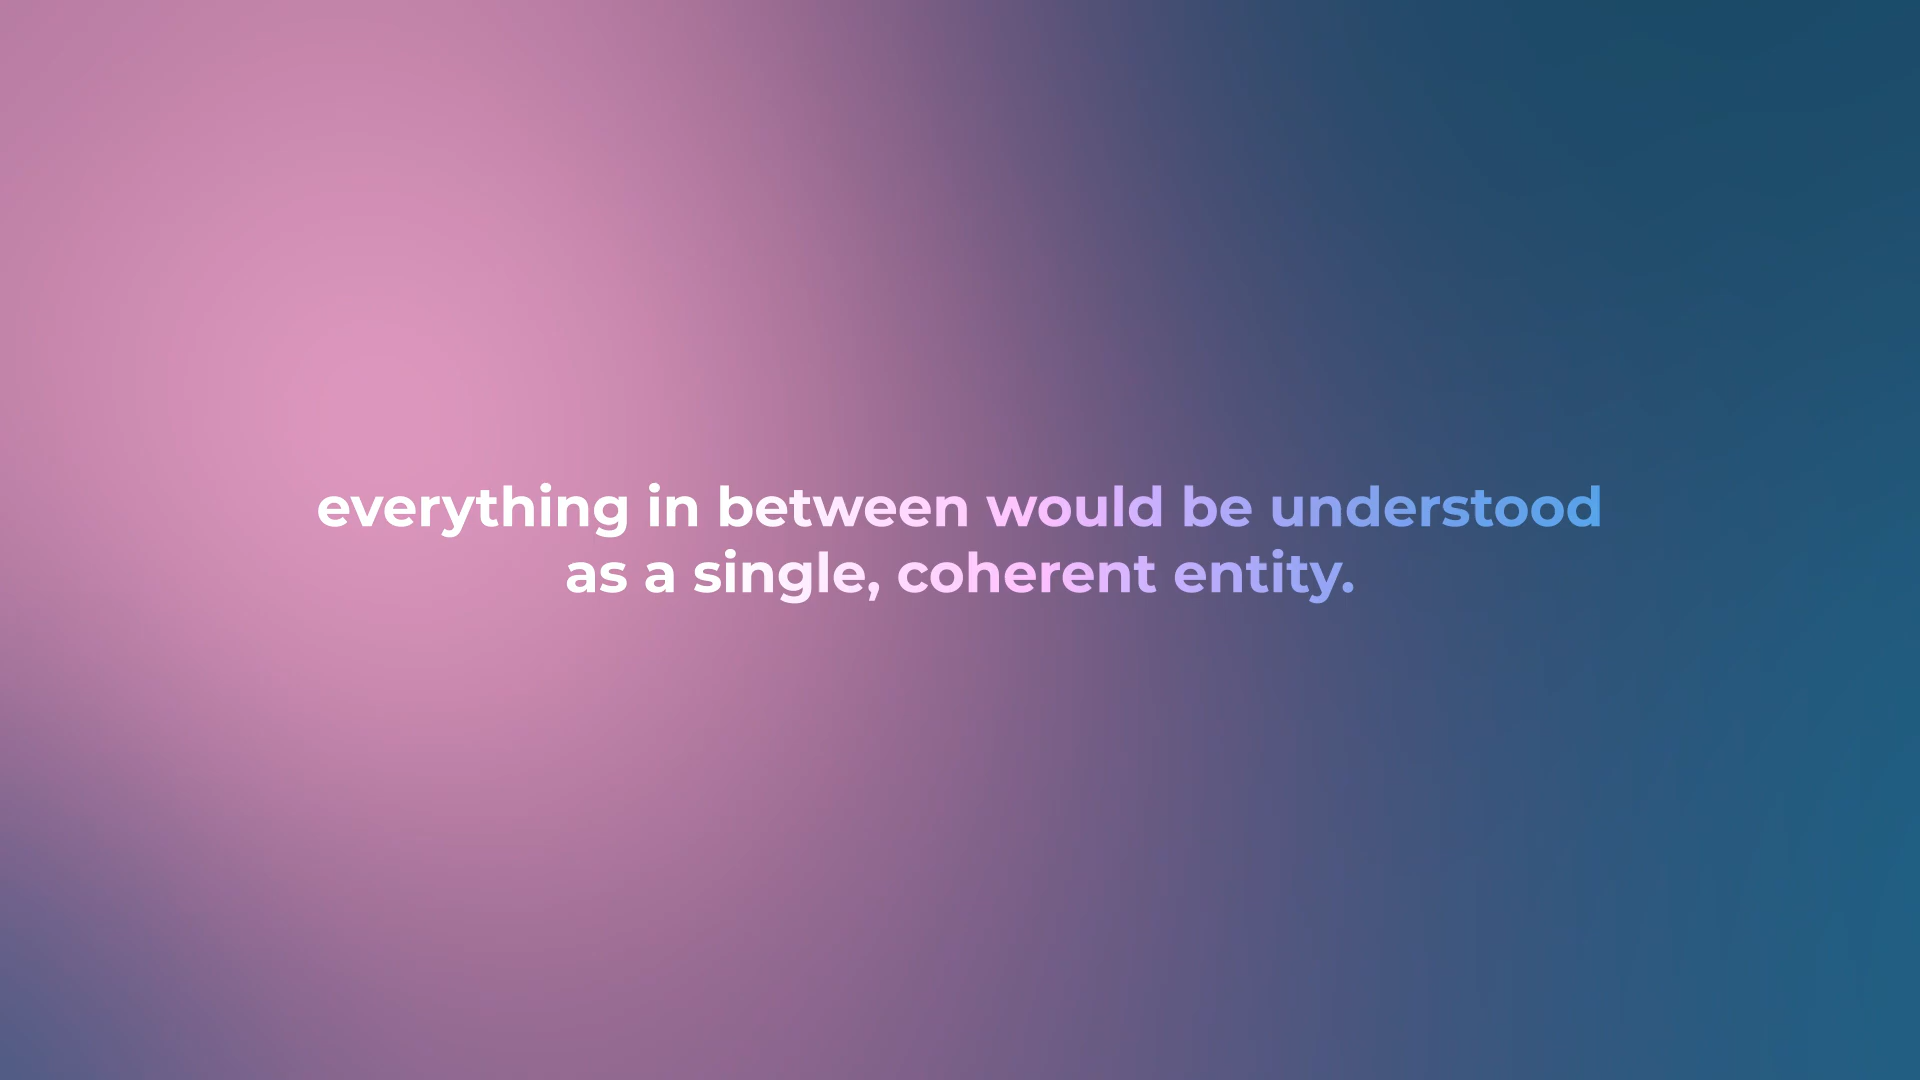 everything in between would be understood
as a single, coherent entity.